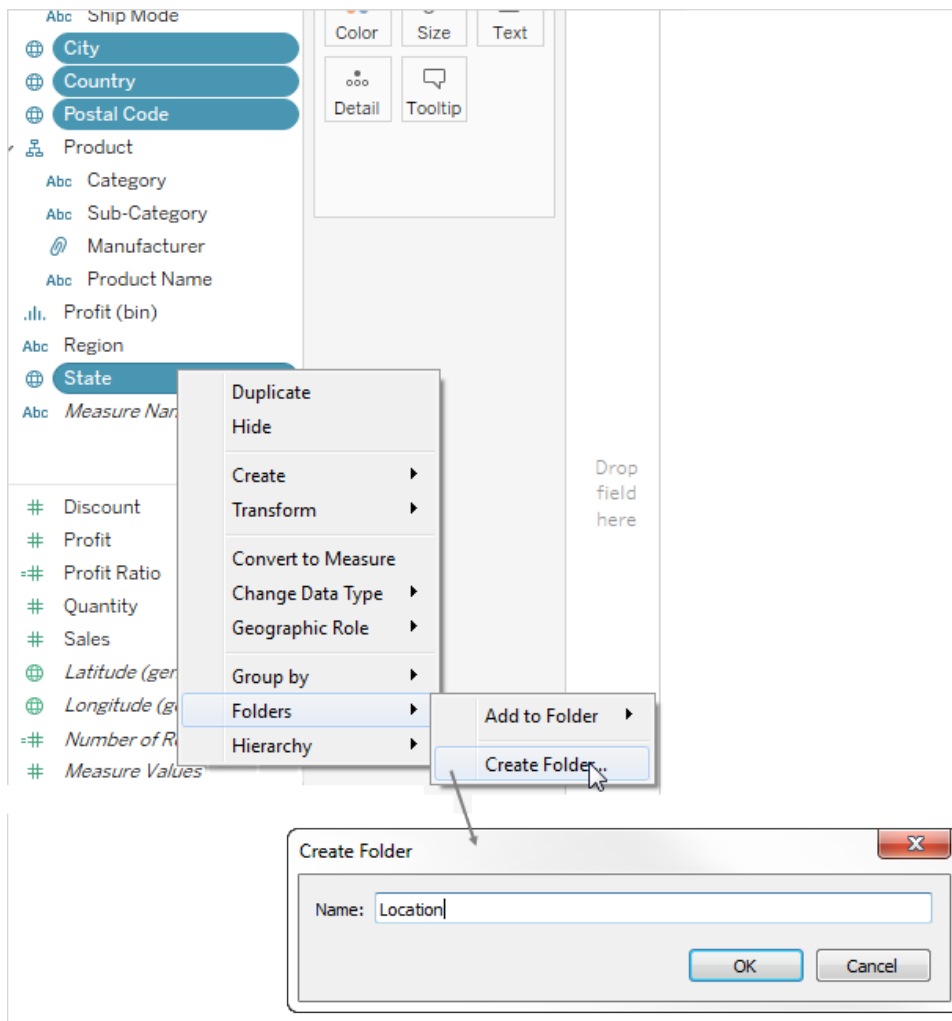 Abc Ship Mode
City
Country
Postal Code
Product
Abc Category
Abc Sub-Category
Manufacturer
Abc Product Name
Profit (bin)
Abc Region
State
Abc Measure Nar
# Discount
# Profit
=# Profit Ratio
# Quantity
# Sales
Latitude (ger
Longitude (g
=# Number of R
# Measure Values
Color Size Text
Detail Tooltip
Drop
field
here
Duplicate
Hide
Create
Transform
Convert to Measure
Change Data Type
Geographic Role
Group by
Folders
Hierarchy
Add to Folder
Create Folder...
Create Folder
Name: Location
OK Cancel